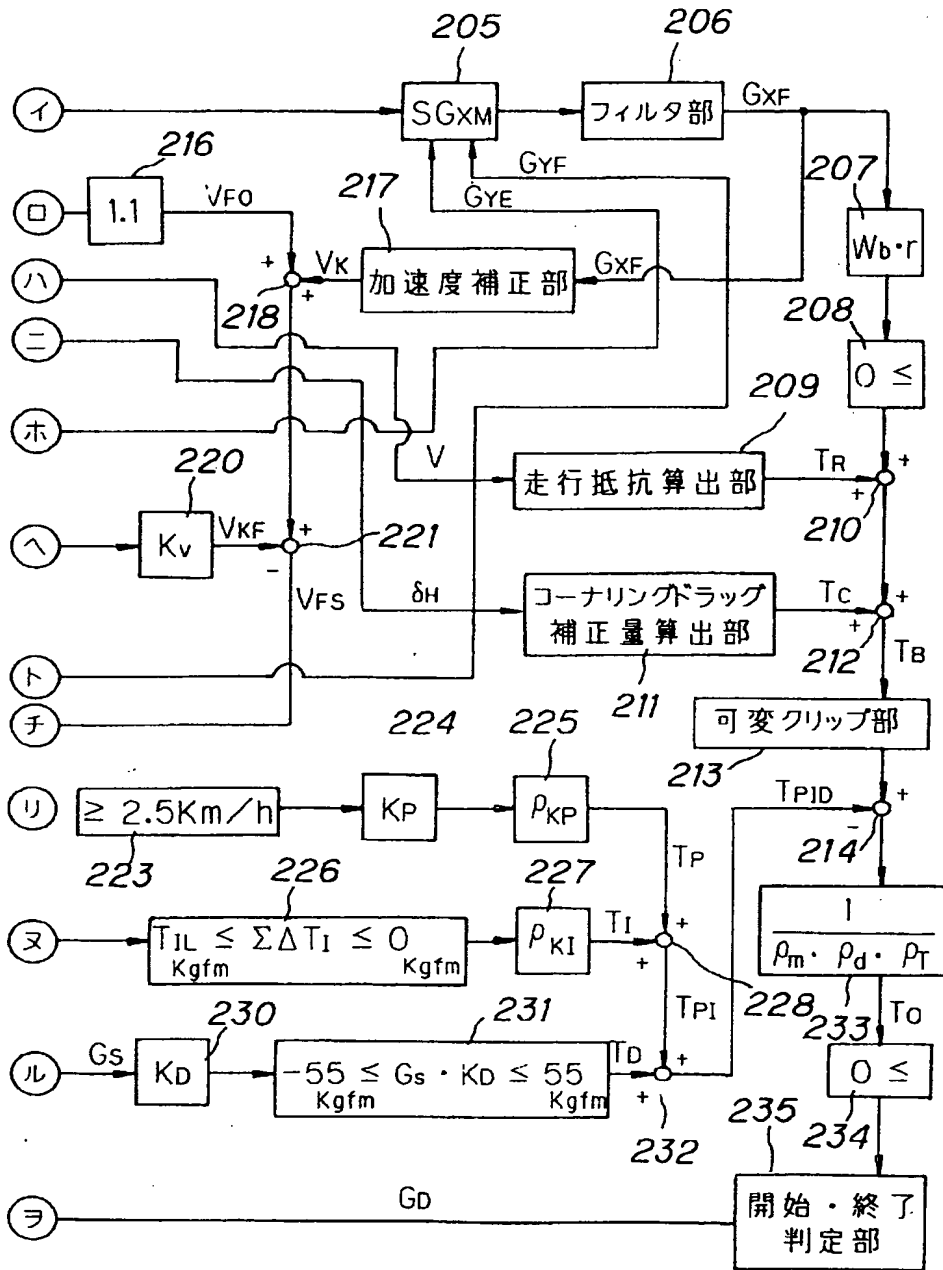 205
206
イ
SGXM
フィルタ部
GXF
216
GYF
GYE
217
207
ロ
1.1
VFO
Wb・r
+
VK
加速度補正部
GXF
ハ
218
+
208
ニ
0 ≤
209
ホ
V
走行抵抗算出部
TR
+
+
210
220
ヘ
Kv
VKF
+
-
221
VFS
δH
コーナリングドラッグ
補正量算出部
TC
+
+
212
TB
211
ト
チ
可変クリップ部
213
224
225
リ
≥ 2.5Km/h
KP
ρKP
TPID
+
-
214
223
226
227
TP
ヌ
TIL ≤ ΣΔTI ≤ 0
Kgfm
Kgfm
ρKI
TI
+
+
228
1
ρm・ρd・ρT
233
TO
TPI
230
231
ル
GS
KD
-55 ≤ GS・KD ≤ 55
Kgfm
Kgfm
TD
+
+
232
0 ≤
234
235
ヲ
GD
開始・終了
判定部